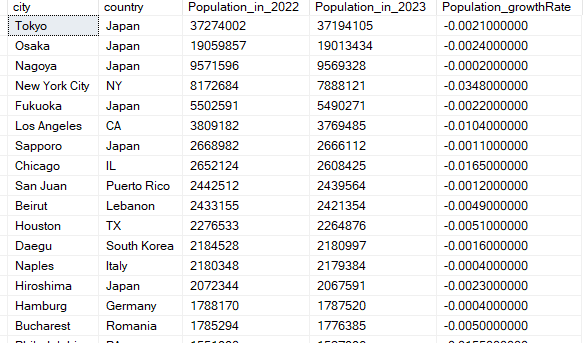 city country Population_in_2022 Population_in_2023 Population_growthRate
Tokyo Japan 37274002 37194105 -0.0021000000
Osaka Japan 19059857 19013434 -0.0024000000
Nagoya Japan 9571596 9569328 -0.0002000000
New York City NY 8172684 7888121 -0.0348000000
Fukuoka Japan 5502591 5490271 -0.0022000000
Los Angeles CA 3809182 3769485 -0.0104000000
Sapporo Japan 2668982 2666112 -0.0011000000
Chicago IL 2652124 2608425 -0.0165000000
San Juan Puerto Rico 2442512 2439564 -0.0012000000
Beirut Lebanon 2433155 2421354 -0.0049000000
Houston TX 2276533 2264876 -0.0051000000
Daegu South Korea 2184528 2180997 -0.0016000000
Naples Italy 2180348 2179384 -0.0004000000
Hiroshima Japan 2072344 2067591 -0.0023000000
Hamburg Germany 1788170 1787520 -0.0004000000
Bucharest Romania 1785294 1776385 -0.0050000000